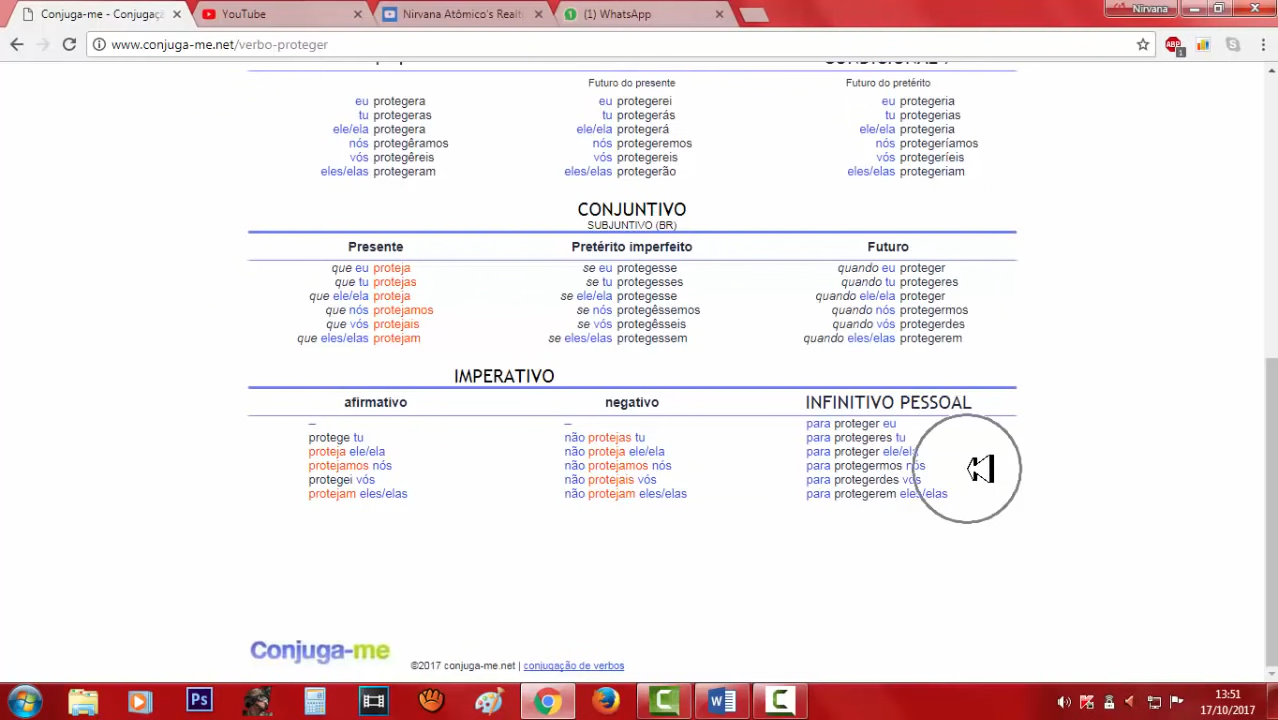 Conjuga-me - Conjugaçã
YouTube
Nirvana Atômico's Realt
(1) WhatsApp
Nirvana
www.conjuga-me.net/verbo-proteger
ABP
1
Futuro do presente
Futuro do pretérito
eu protegera
eu protegerei
eu protegeria
tu protegeras
tu protegerás
tu protegerias
ele/ela protegera
ele/ela protegerá
ele/ela protegeria
nós protegêramos
nós protegeremos
nós protegeríamos
vós protegêreis
vós protegereis
vós protegeríeis
eles/elas protegeram
eles/elas protegerão
eles/elas protegeriam
CONJUNTIVO
SUBJUNTIVO (BR)
Presente
Pretérito imperfeito
Futuro
que eu proteja
se eu protegesse
quando eu proteger
que tu protejas
se tu protegesses
quando tu protegeres
que ele/ela proteja
se ele/ela protegesse
quando ele/ela proteger
que nós protejamos
se nós protegêssemos
quando nós protegermos
que vós protejais
se vós protegêsseis
quando vós protegerdes
que eles/elas protejam
se eles/elas protegessem
quando eles/elas protegerem
IMPERATIVO
afirmativo
negativo
INFINITIVO PESSOAL
–
–
para proteger eu
protege tu
não protejas tu
para protegeres tu
proteja ele/ela
não proteja ele/ela
para proteger ele/ela
protejamos nós
não protejamos nós
para protegermos nós
protegei vós
não protejais vós
para protegerdes vós
protejam eles/elas
não protejam eles/elas
para protegerem eles/elas
Conjuga-me
©2017 conjuga-me.net | conjugação de verbos
Ps
13:51
17/10/2017